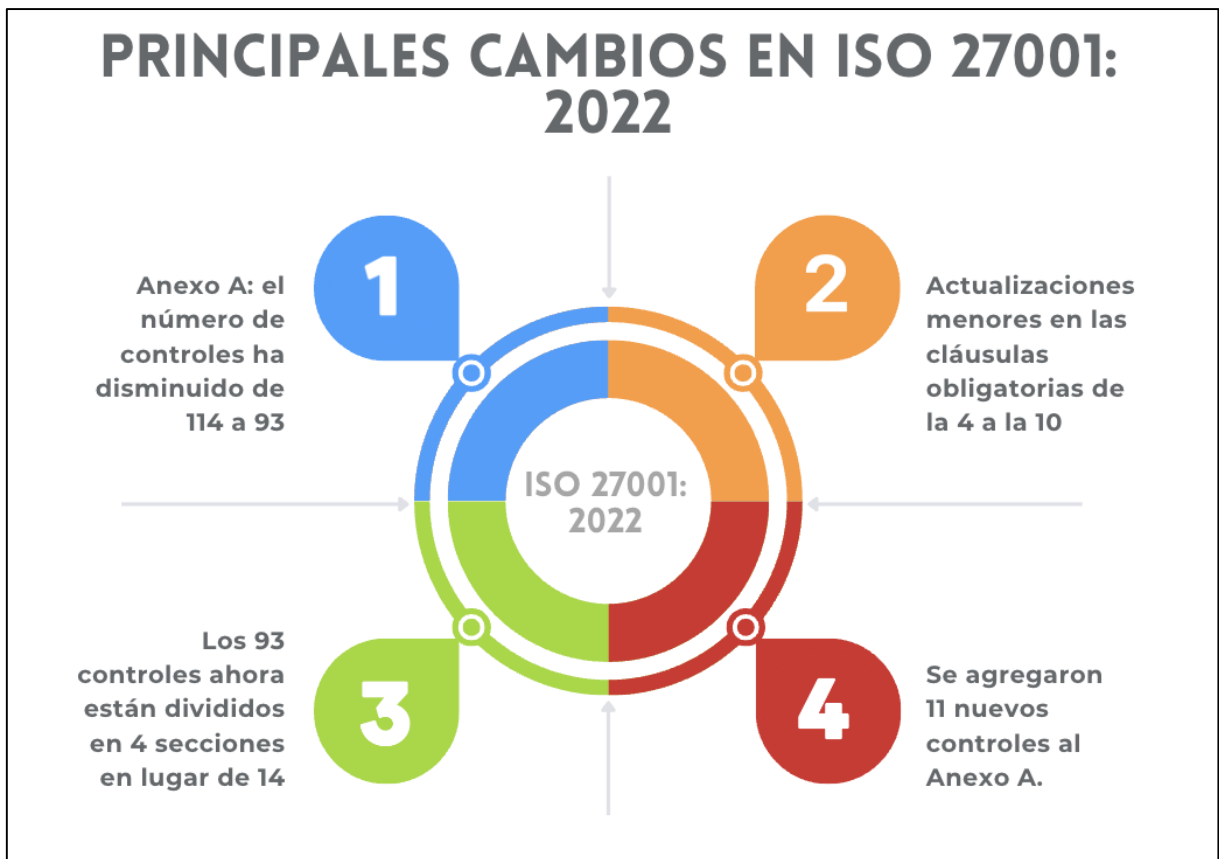 PRINCIPALES CAMBIOS EN ISO 27001:
2022
1
Anexo A: el
número de
controles ha
disminuido de
114 a 93
2
Actualizaciones
menores en las
cláusulas
obligatorias de
la 4 a la 10
ISO 27001:
2022
3
Los 93
controles ahora
están divididos
en 4 secciones
en lugar de 14
4
Se agregaron
11 nuevos
controles al
Anexo A.